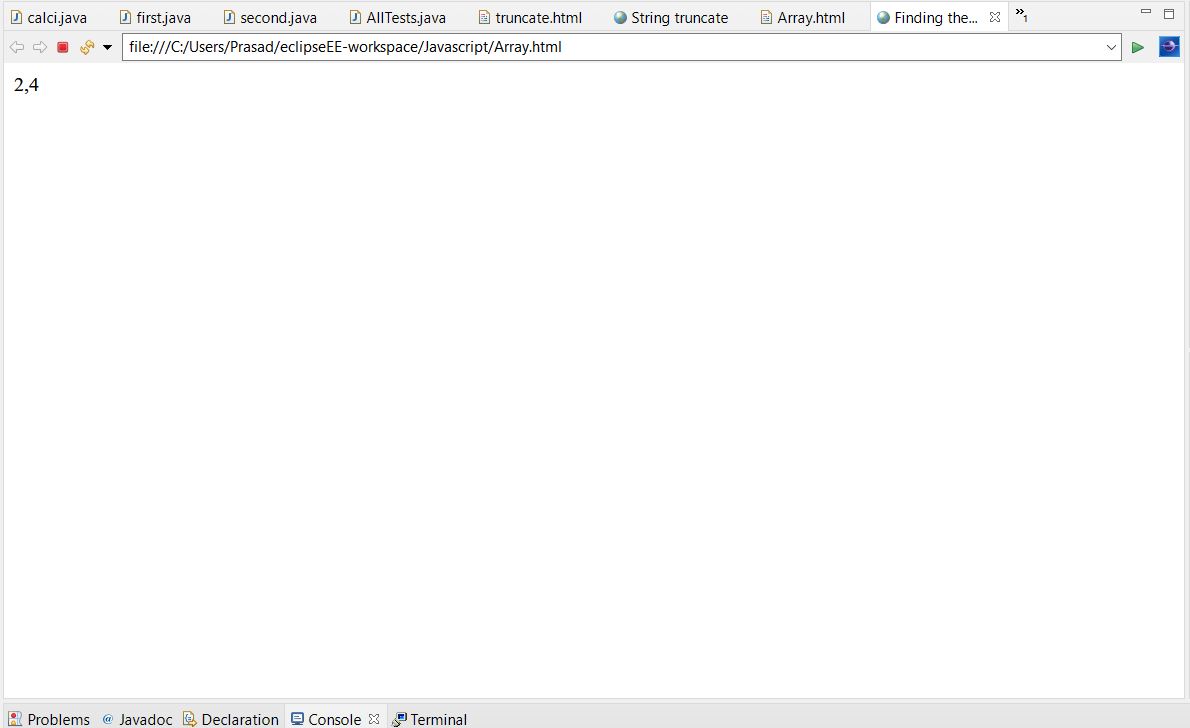 calci.java first.java second.java AllTests.java truncate.html String truncate Array.html Finding the... »1
file:///C:/Users/Prasad/eclipseEE-workspace/Javascript/Array.html
2,4
Problems @ Javadoc Declaration Console Terminal